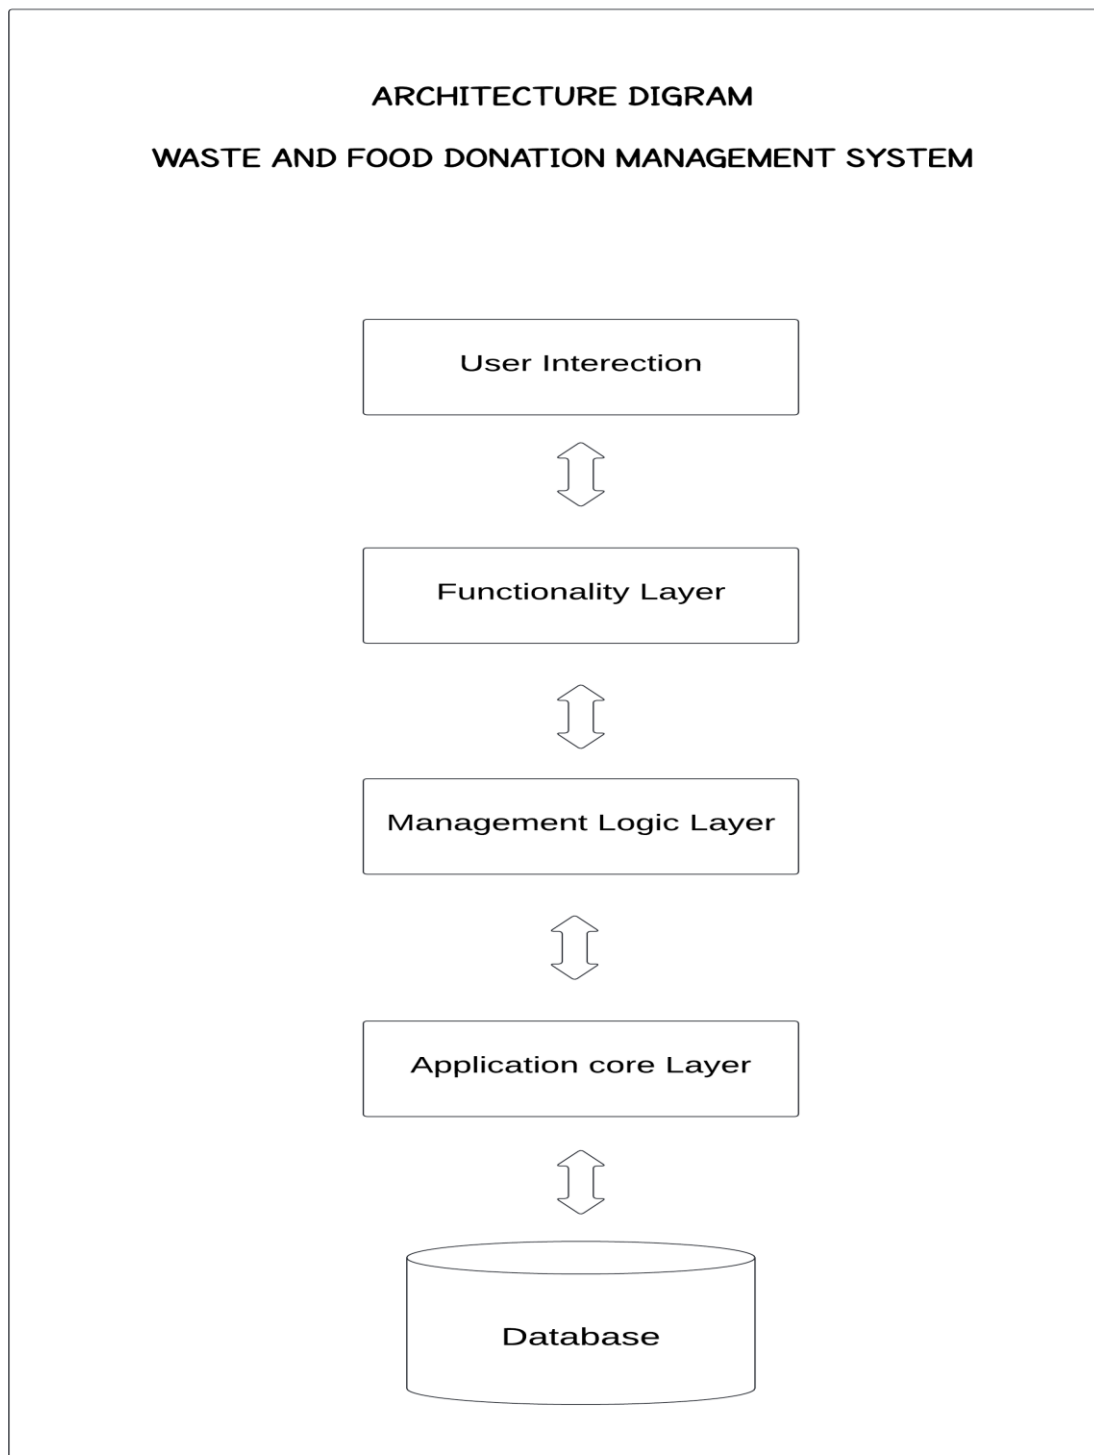 ARCHITECTURE DIGRAM
WASTE AND FOOD DONATION MANAGEMENT SYSTEM
User Interection
Functionality Layer
Management Logic Layer
Application core Layer
Database